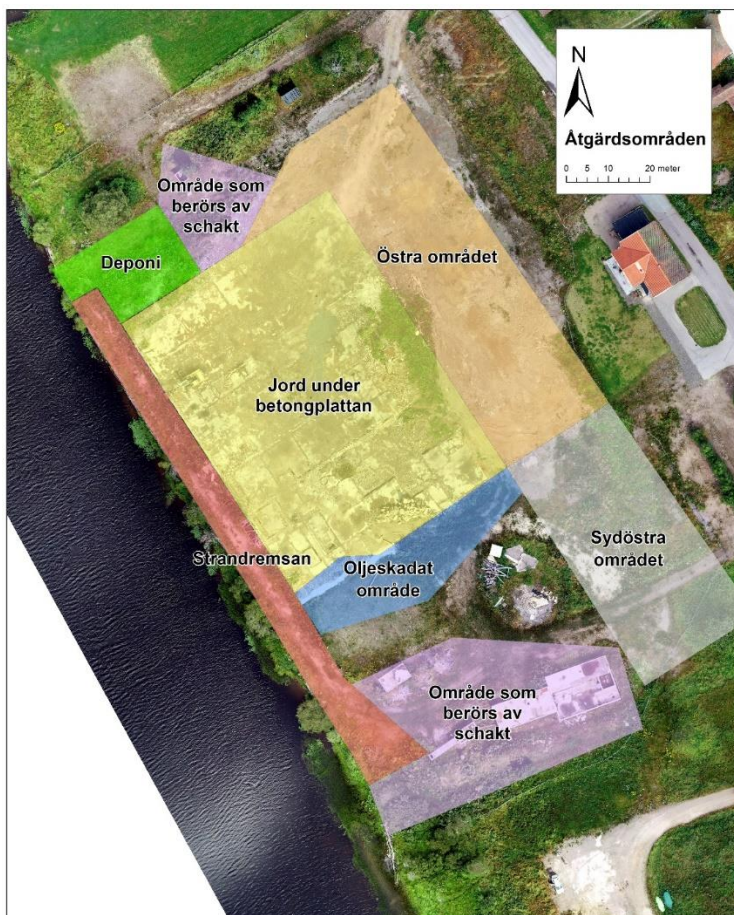 N
Åtgärdsområden
0 5 10 20 meter
Område som
berörs av
schakt
Deponi
Östra området
Jord under
betongplattan
Strandremsan
Oljeskadat
område
Sydöstra
området
Område som
berörs av
schakt